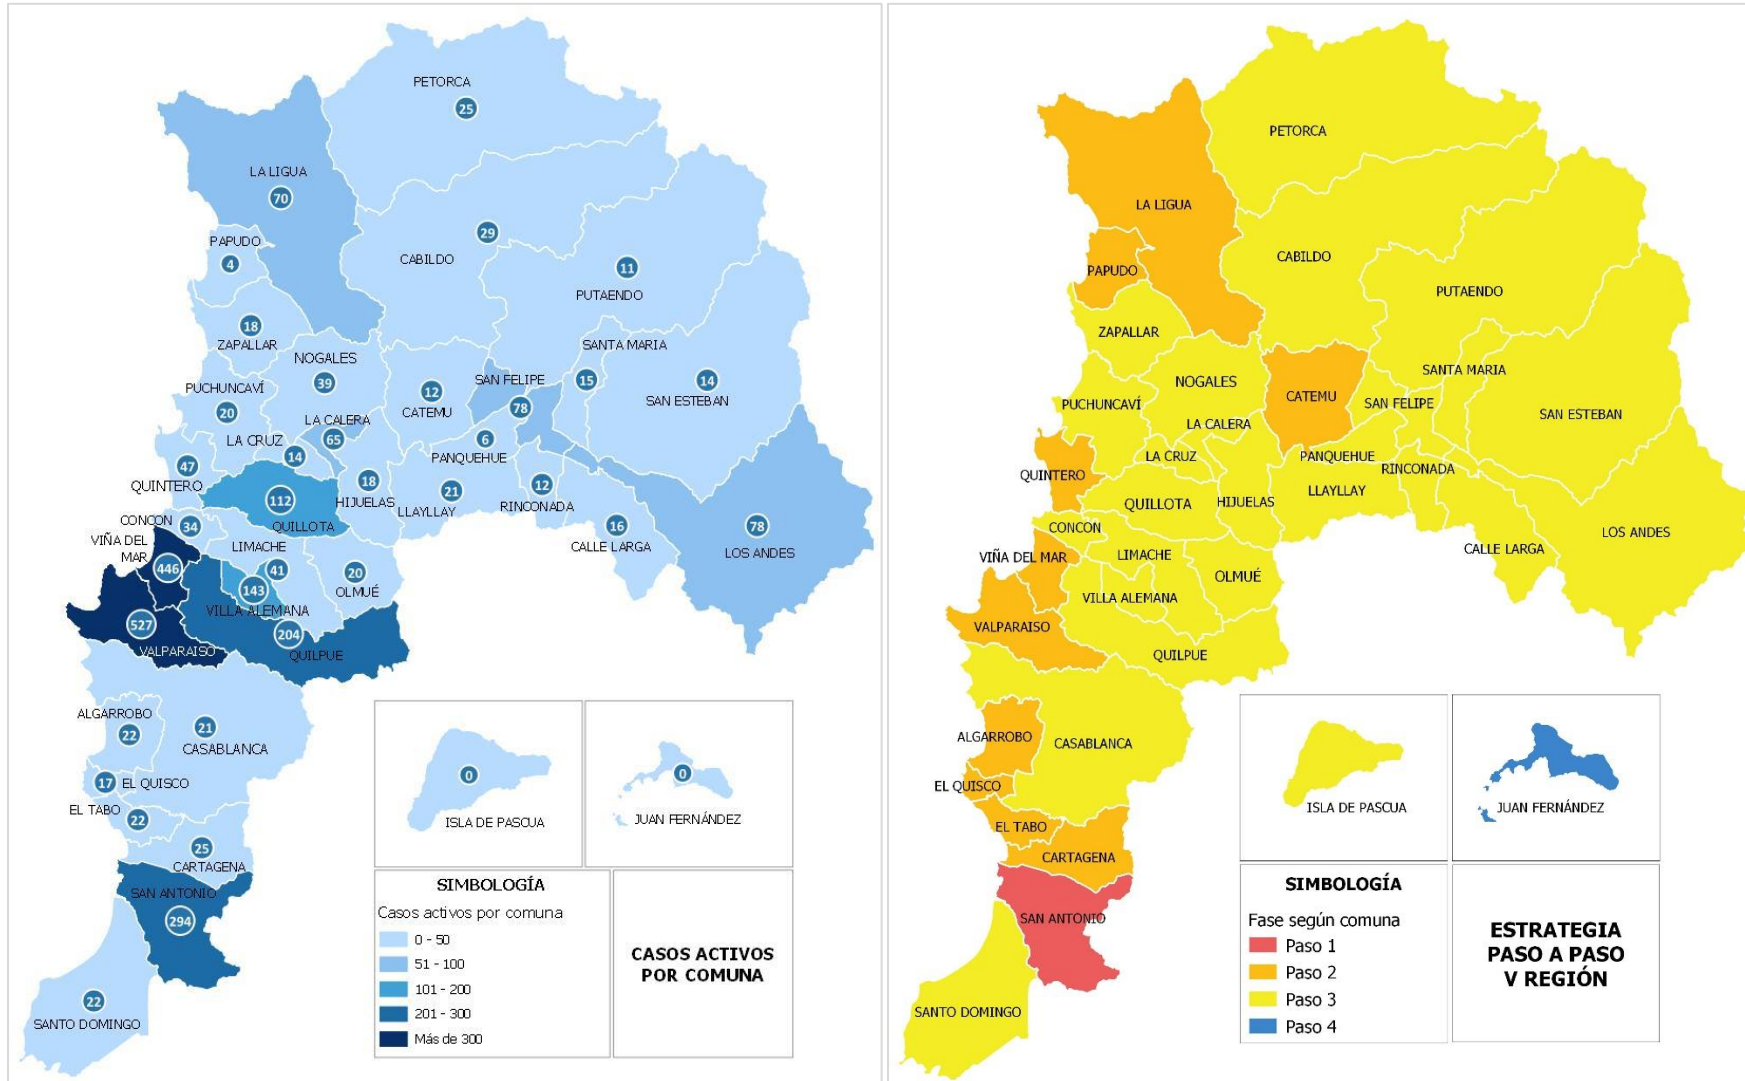 PETORCA
25
LA LIGUA
70
PAPUDO
4
29
CABILDO
11
PUTAENDO
18
ZAPALLAR
SANTA MARIA
NOGALES
39
SAN FELIPE
15
14
PUCHUNCAVÍ
12
CATEMU
78
SAN ESTEBAN
20
LA CALERA
65
LA CRUZ
14
6
PANQUEHUE
47
QUINTERO
18
HIJUELAS
21
LLAYLLAY
12
RINCONADA
112
QUILLOTA
CONCON
34
16
CALLE LARGA
78
LOS ANDES
VIÑA DEL
MAR
446
LIMACHE
41
20
OLMUÉ
143
VILLA ALEMANA
527
VALPARAISO
204
QUILPUE
ALGARROBO
22
21
CASABLANCA
17
EL QUISCO
EL TABO
22
25
CARTAGENA
SAN ANTONIO
294
22
SANTO DOMINGO
0
ISLA DE PASCUA
0
JUAN FERNÁNDEZ
SIMBOLOGÍA
Casos activos por comuna
0 - 50
51 - 100
101 - 200
201 - 300
Más de 300
CASOS ACTIVOS
POR COMUNA
PETORCA
LA LIGUA
CABILDO
PAPUDO
PUTAENDO
ZAPALLAR
SANTA MARIA
NOGALES
CATEMU
SAN FELIPE
PUCHUNCAVÍ
SAN ESTEBAN
LA CALERA
LA CRUZ
PANQUEHUE
RINCONADA
QUINTERO
LLAYLLAY
QUILLOTA
HIJUELAS
CONCON
LOS ANDES
VIÑA DEL MAR
LIMACHE
CALLE LARGA
OLMUÉ
VILLA ALEMANA
VALPARAISO
QUILPUE
ALGARROBO
CASABLANCA
EL QUISCO
EL TABO
CARTAGENA
SAN ANTONIO
SANTO DOMINGO
ISLA DE PASCUA
JUAN FERNÁNDEZ
SIMBOLOGÍA
Fase según comuna
Paso 1
Paso 2
Paso 3
Paso 4
ESTRATEGIA
PASO A PASO
V REGIÓN